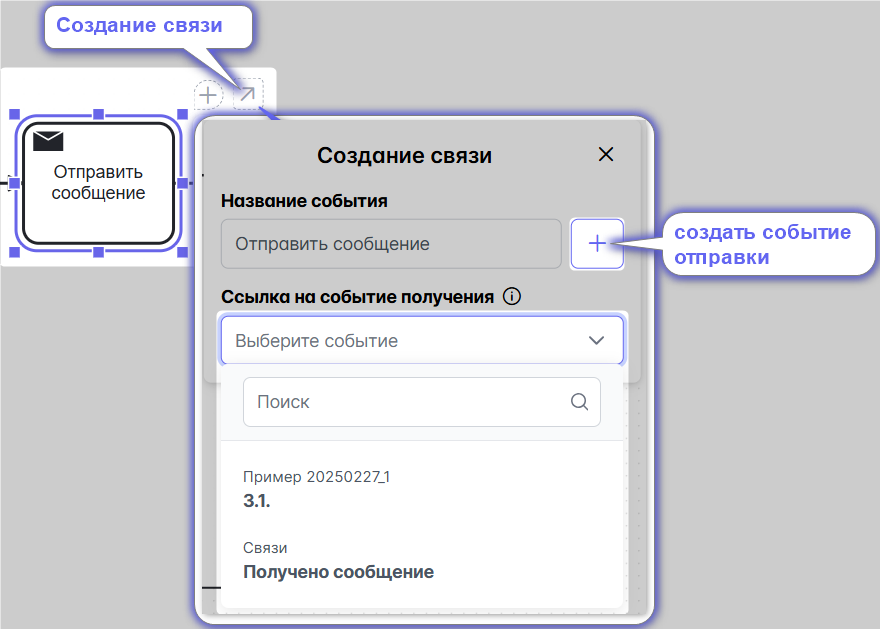 Создание связи
Отправить
сообщение
Создание связи
Название события
Отправить сообщение
создать событие
отправки
Ссылка на событие получения
Выберите событие
Поиск
Пример 20250227_1
3.1.
Связи
Получено сообщение